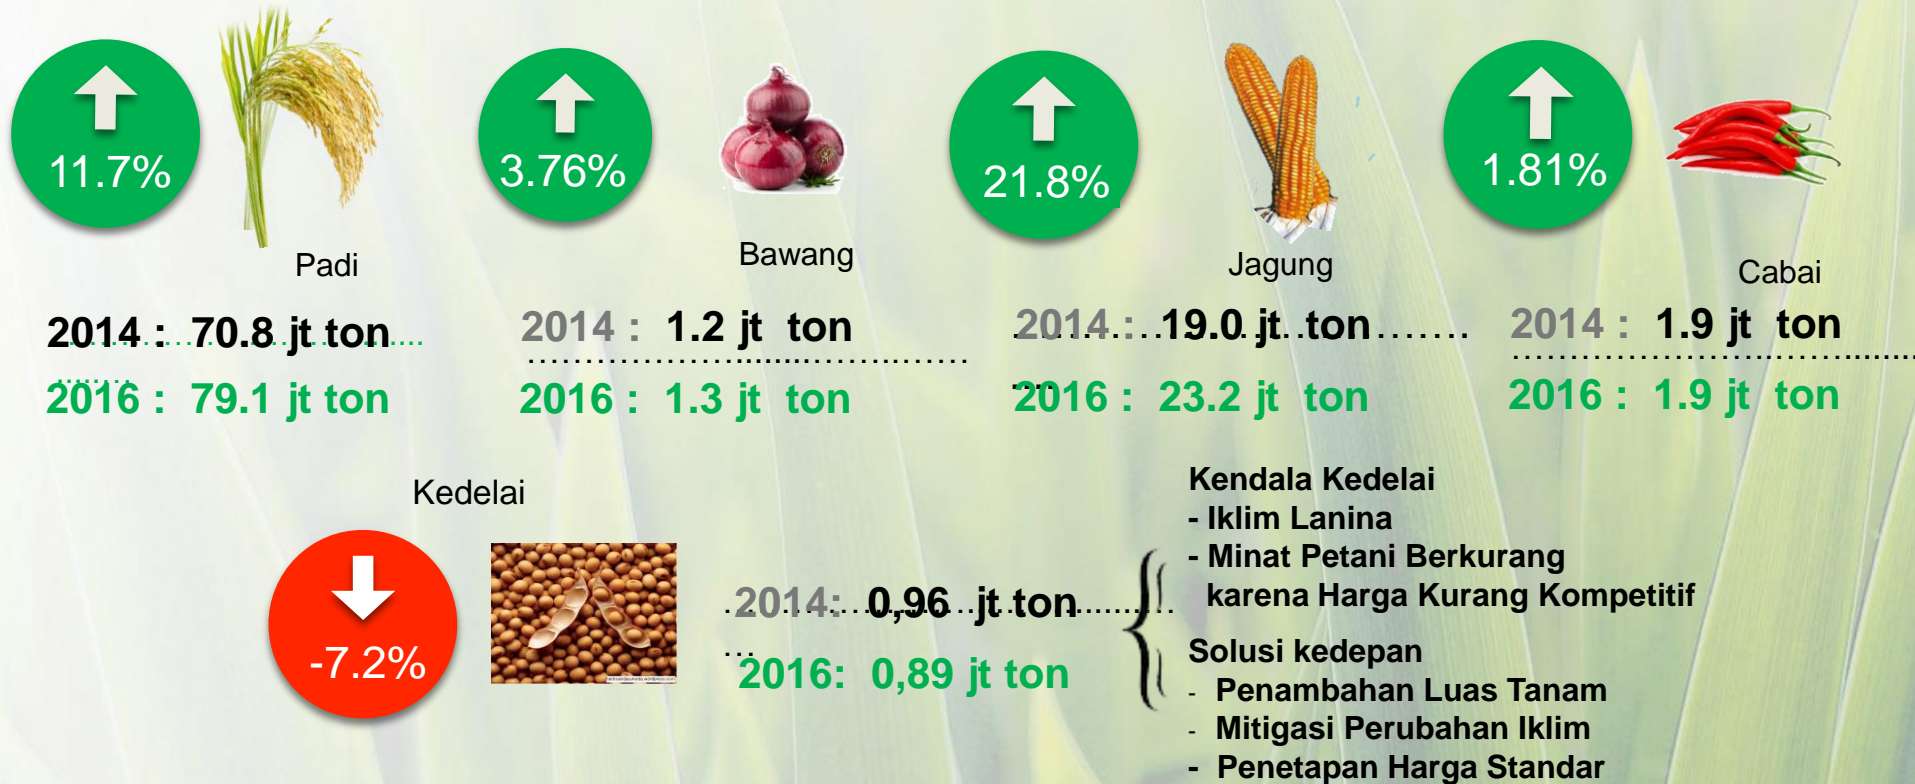 11.7%
Padi
2014 : 70.8 jt ton
2016 : 79.1 jt ton
3.76%
Bawang
2014 : 1.2 jt ton
2016 : 1.3 jt ton
21.8%
Jagung
2014 : 19.0 jt ton
2016 : 23.2 jt ton
1.81%
Cabai
2014 : 1.9 jt ton
2016 : 1.9 jt ton
Kedelai
-7.2%
2014: 0,96 jt ton
2016: 0,89 jt ton
Kendala Kedelai
- Iklim Lanina
- Minat Petani Berkurang
karena Harga Kurang Kompetitif
Solusi kedepan
- Penambahan Luas Tanam
- Mitigasi Perubahan Iklim
- Penetapan Harga Standar